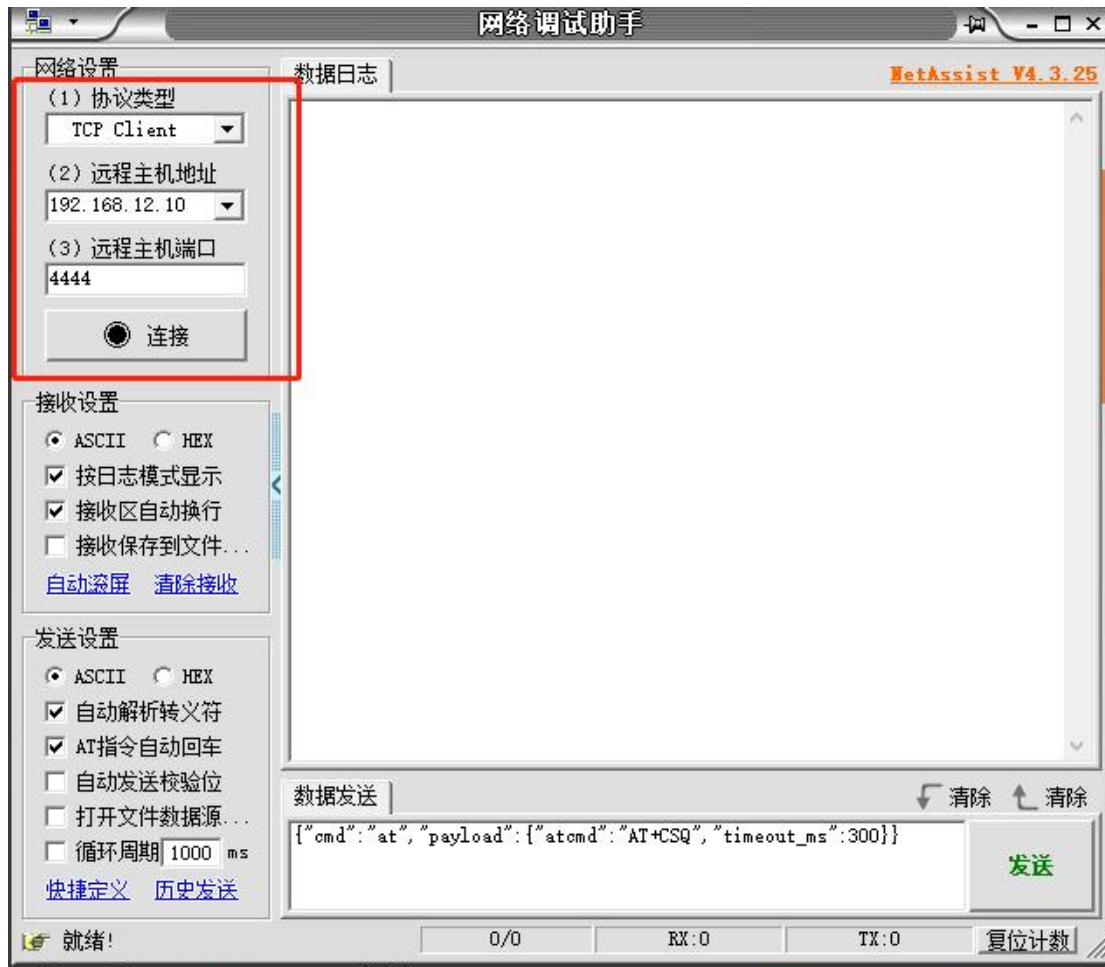 网络调试助手
网络设置
(1) 协议类型
TCP Client
(2) 远程主机地址
192.168.12.10
(3) 远程主机端口
4444
连接
接收设置
ASCII HEX
按日志模式显示
接收区自动换行
接收保存到文件...
自动滚屏 清除接收
发送设置
ASCII HEX
自动解析转义符
AT指令自动回车
自动发送校验位
打开文件数据源...
循环周期 1000 ms
快捷定义 历史发送
数据日志
NetAssist V4.3.25
数据发送
清除 清除
{"cmd":"at","payload":{"atcmd":"AT+CSQ","timeout_ms":300}}
发送
就绪!
0/0
RX:0
TX:0
复位计数